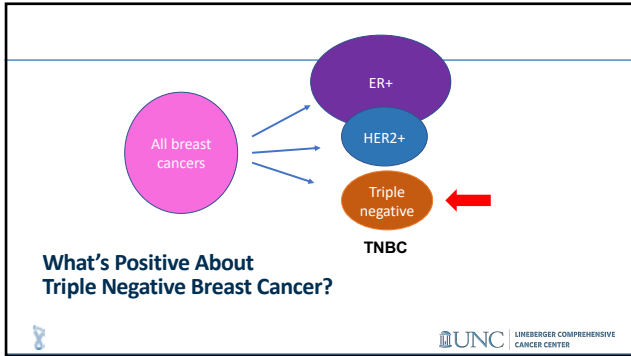 ER+
All breast
cancers
HER2+
Triple
negative
TNBC
What's Positive About
Triple Negative Breast Cancer?
UNC
LINEBERGER COMPREHENSIVE
CANCER CENTER